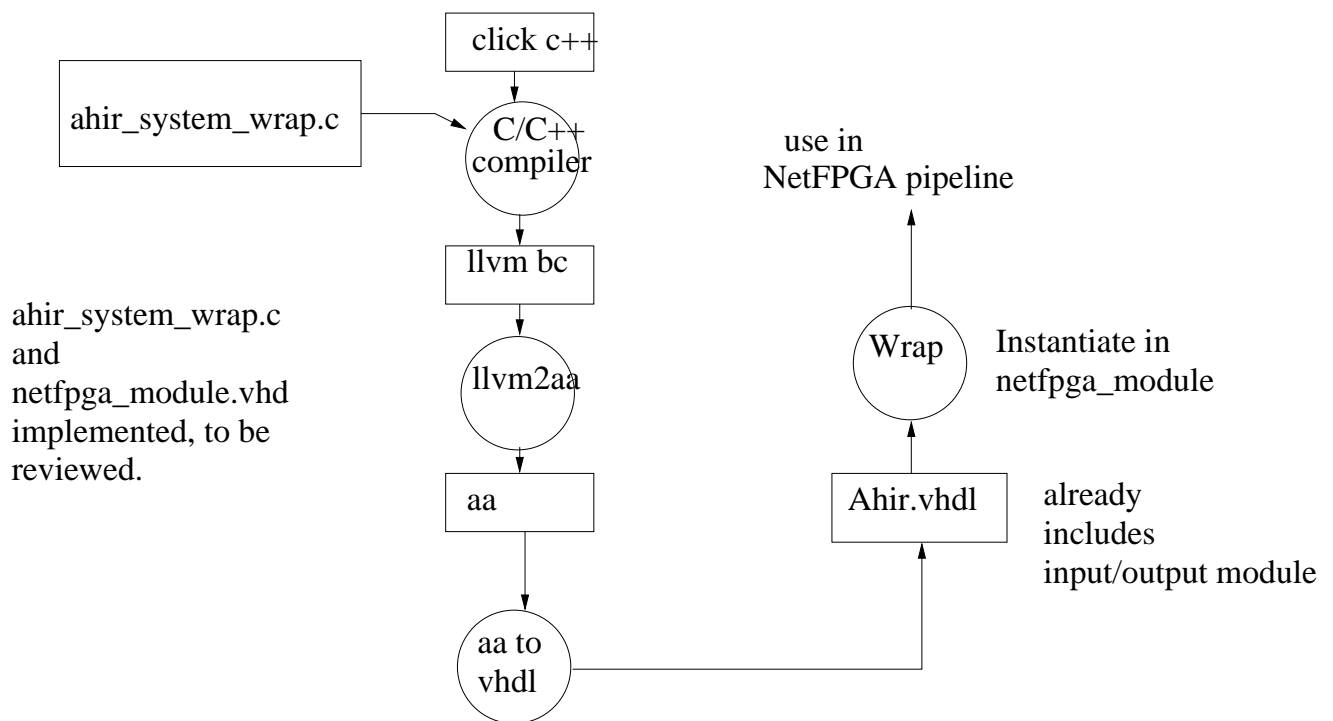 click c++
ahir_system_wrap.c
C/C++
compiler
llvm bc
ahir_system_wrap.c
and
netfpga_module.vhd
implemented, to be
reviewed.
llvm2aa
aa
aa to
vhdl
use in
NetFPGA pipeline
Wrap
Instantiate in
netfpga_module
Ahir.vhdl
already
includes
input/output module